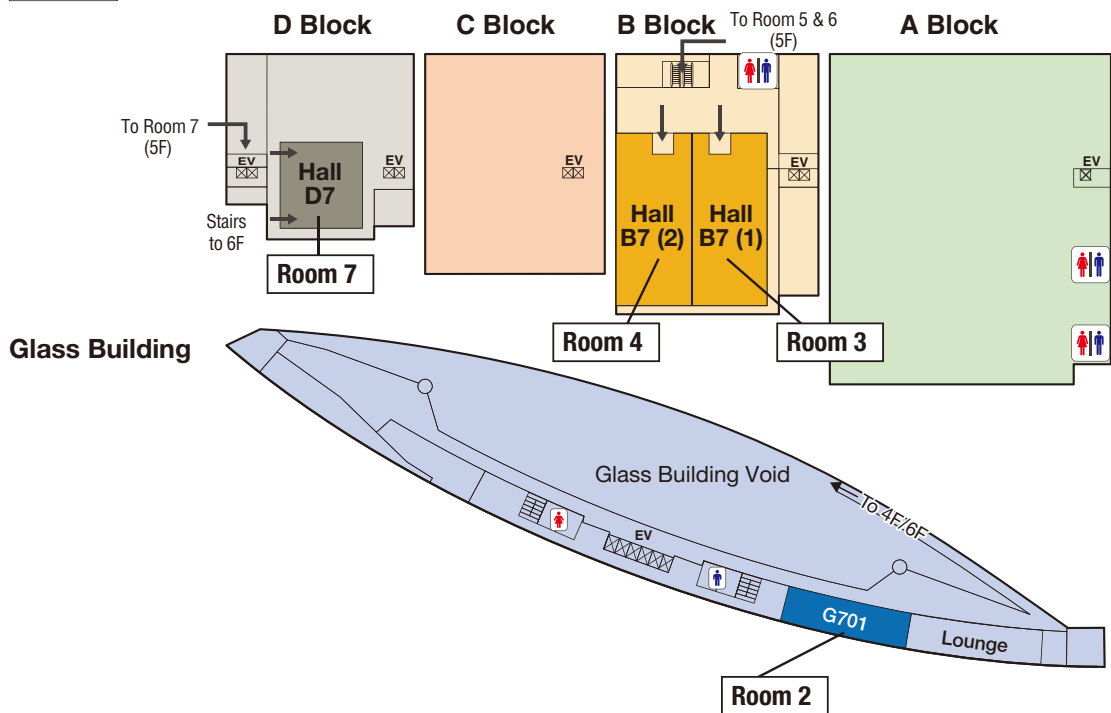 D Block
C Block
B Block
To Room 5 & 6
(5F)
A Block
To Room 7
(5F)
EV
EV
EV
EV
EV
Hall
D7
Hall
B7 (2)
Hall
B7 (1)
Stairs
to 6F
Room 7
Room 4
Room 3
Glass Building
Glass Building Void
To 4F/6F
EV
G701
Lounge
Room 2